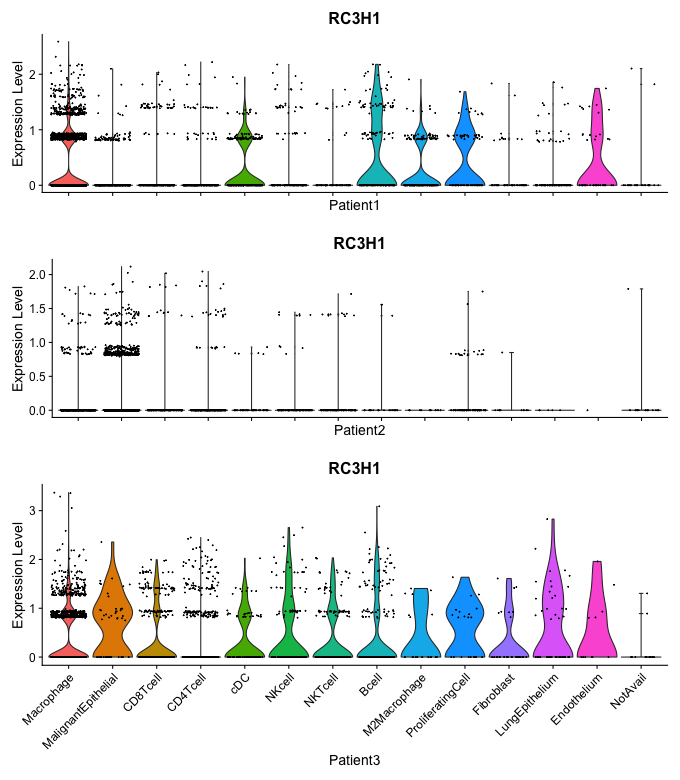 RC3H1
Expression Level
2
1
0
Patient1
RC3H1
Expression Level
2.0
1.5
1.0
0.5
0.0
Patient2
RC3H1
Expression Level
3
2
1
0
Macrophage
MalignantEpithelial
CD8Tcell
CD4Tcell
cDC
NKcell
NKTcell
Bcell
M2Macrophage
ProliferatingCell
Fibroblast
LungEpithelium
Endothelium
NotAvail
Patient3